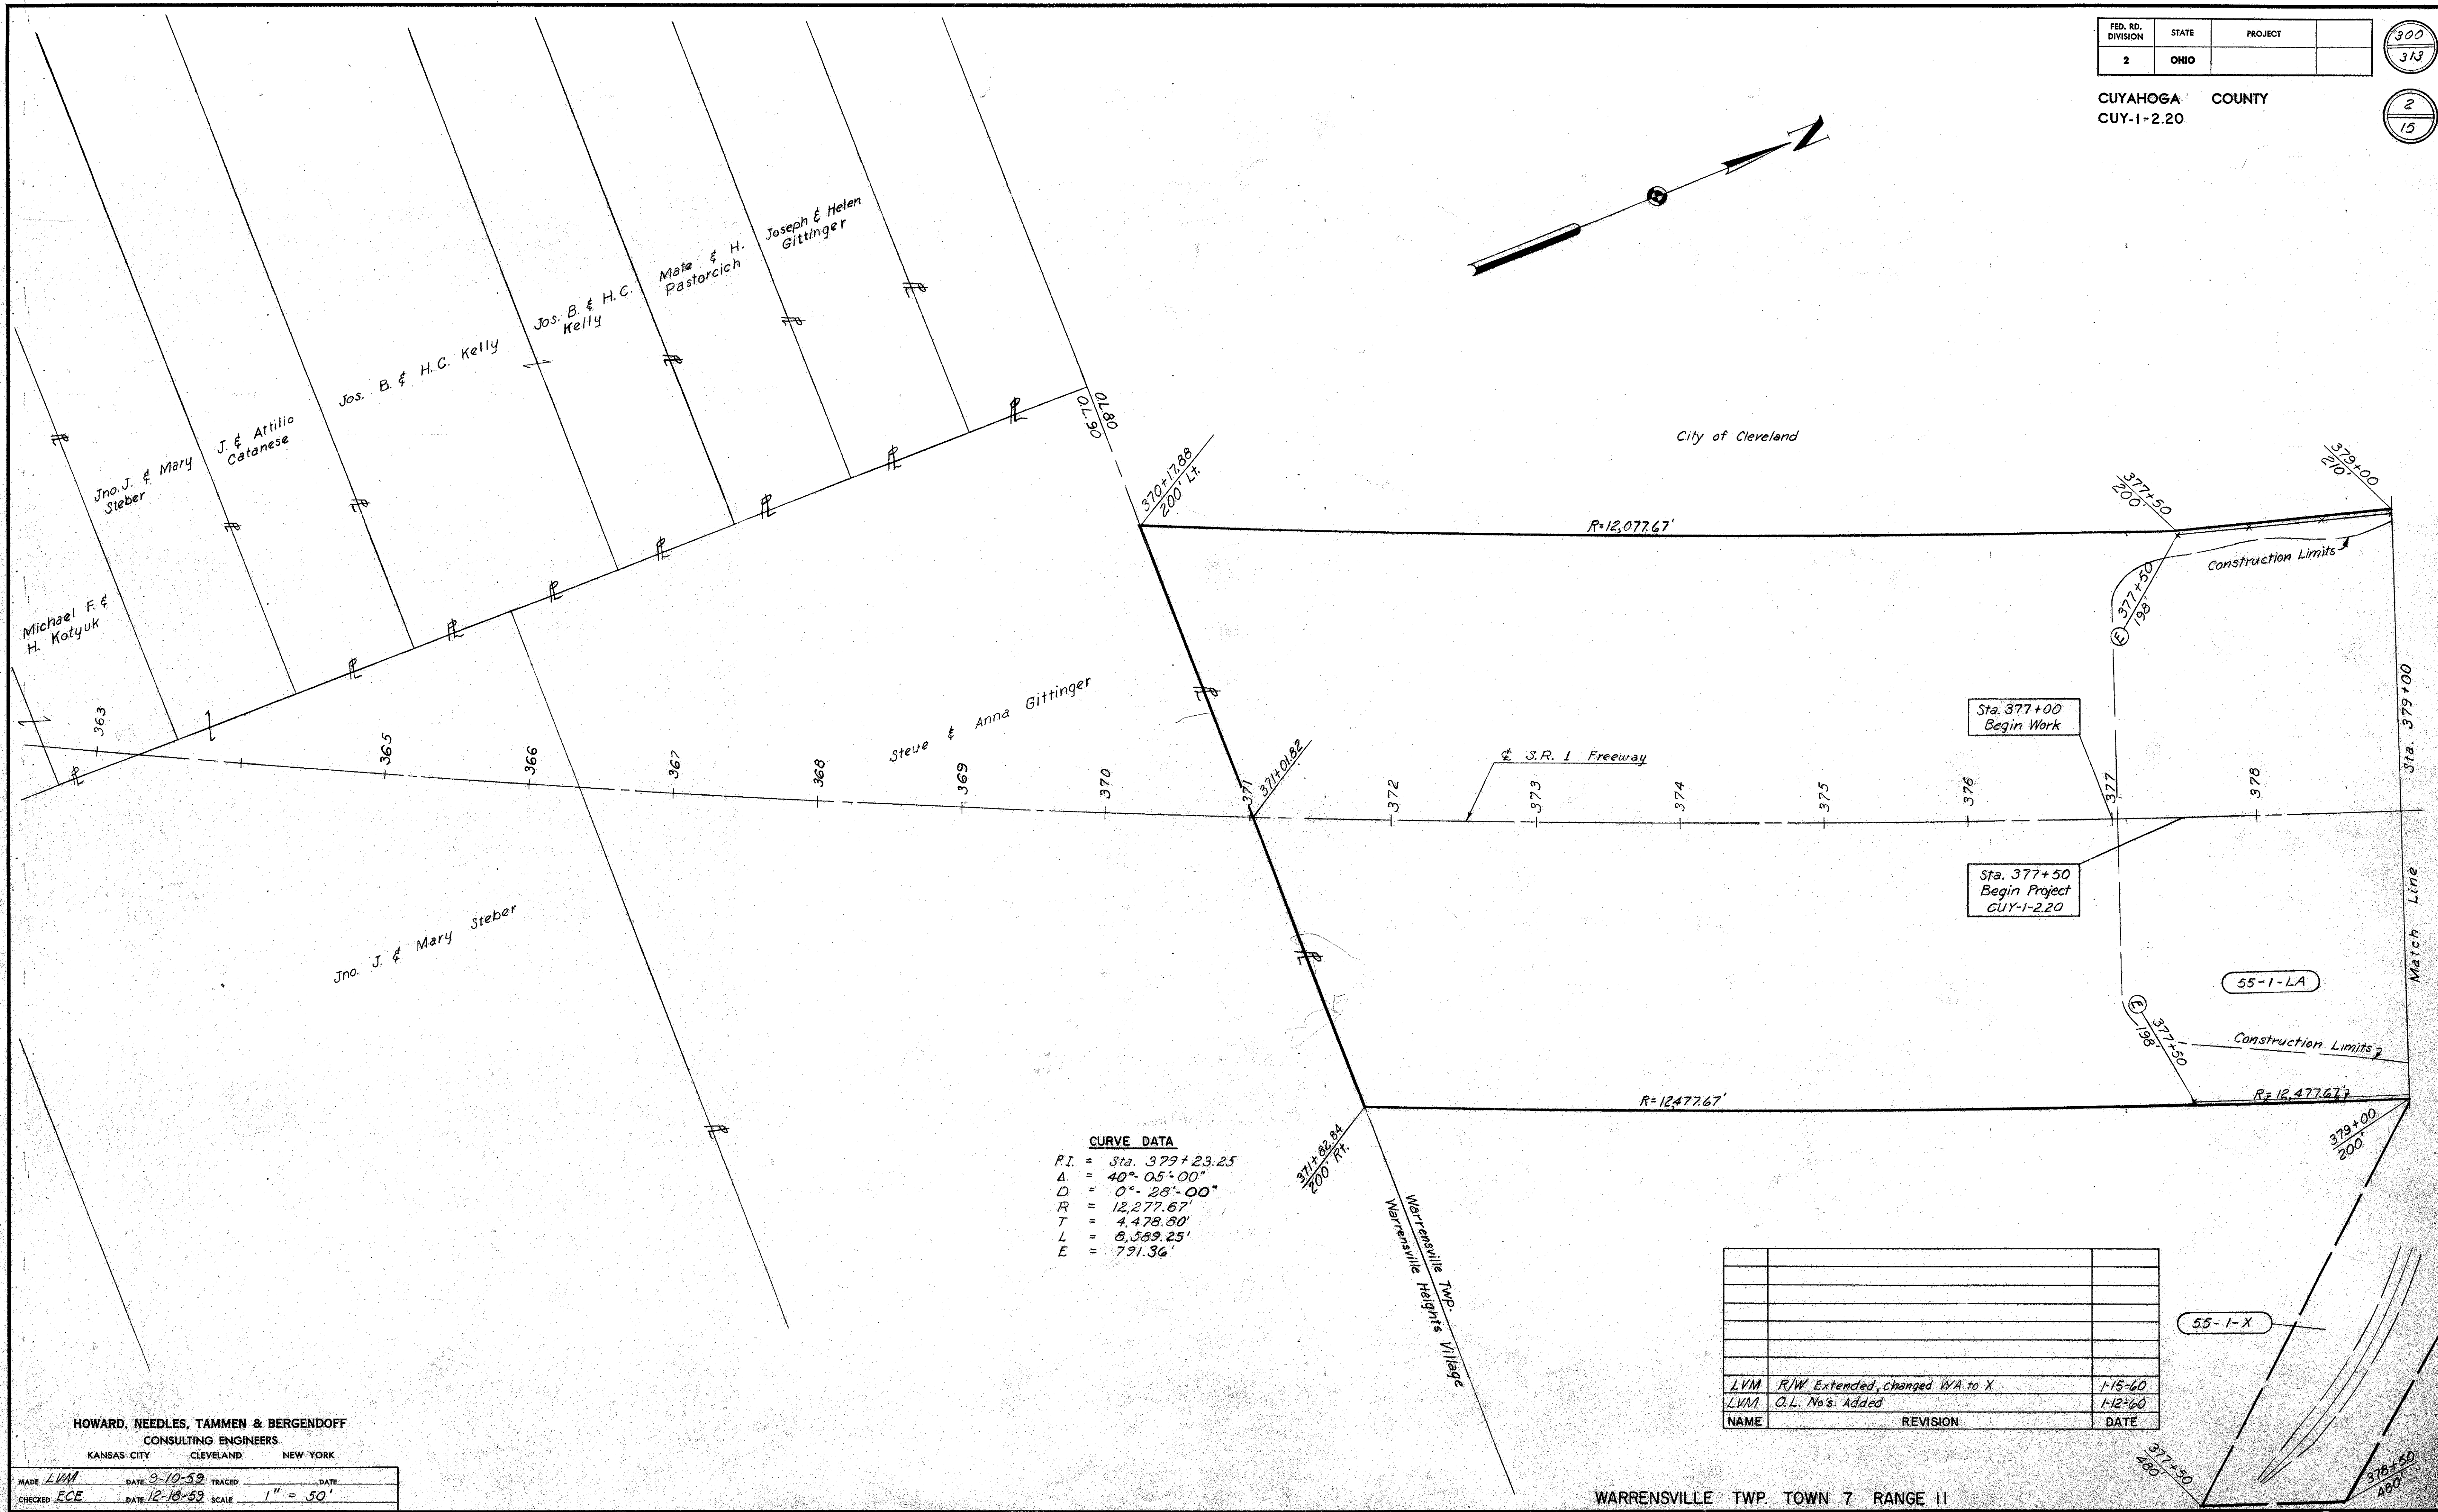 FED. RD. DIVISION STATE PROJECT
2 OHIO
300
313
CUYAHOGA COUNTY
CUY-1-2.20
2
15
N
Joseph & Helen
Gittinger
Mate & H.
Pastorcich
Jos. B. & H.C.
Kelly
Jos. B. & H.C. Kelly
J. & Attilio
Catanese
Jno. J. & Mary
Steber
Michael F. &
H. Kotyuk
O.L. 80
O.L. 90
370+17.88
200' Lt.
City of Cleveland
R=12,077.67'
377+50
200'
379+00
210'
Construction Limits
E 377+50
198'
Steve & Anna Gittinger
Sta. 377+00
Begin Work
Sta. 379+00
℄ S.R. 1 Freeway
371+01.82
363 365 366 367 368 369 370 371 372 373 374 375 376 377 378
Sta. 377+50
Begin Project
CUY-1-2.20
Match Line
Jno. J. & Mary Steber
55-1-LA
E 377+50
198'
Construction Limits
R=12,477.67'
R=12,477.67'
379+00
200'
371+82.84
200' Rt.
CURVE DATA
P.I. = Sta. 379+23.25
Δ = 40°-05'-00"
D = 0°-28'-00"
R = 12,277.67'
T = 4,478.80'
L = 8,589.25'
E = 791.36'
Warrensville Twp.
Warrensville Heights Village
55-1-X
LVM R/W Extended, changed WA to X 1-15-60
LVM O.L. No's. Added 1-12-60
NAME REVISION DATE
377+50
480'
378+50
480'
HOWARD, NEEDLES, TAMMEN & BERGENDOFF
CONSULTING ENGINEERS
KANSAS CITY CLEVELAND NEW YORK
MADE LVM DATE 9-10-59 TRACED DATE
CHECKED ECE DATE 12-18-59 SCALE 1" = 50'
WARRENSVILLE TWP. TOWN 7 RANGE 11